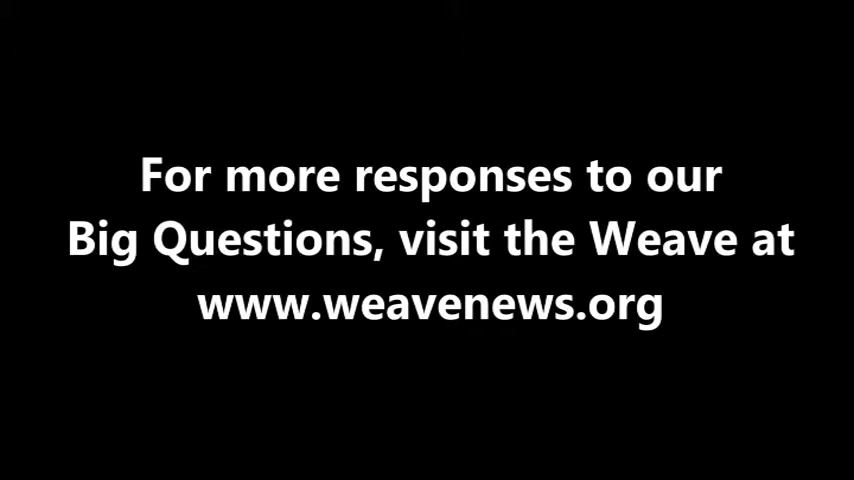 For more responses to our
Big Questions, visit the Weave at
www.weavenews.org